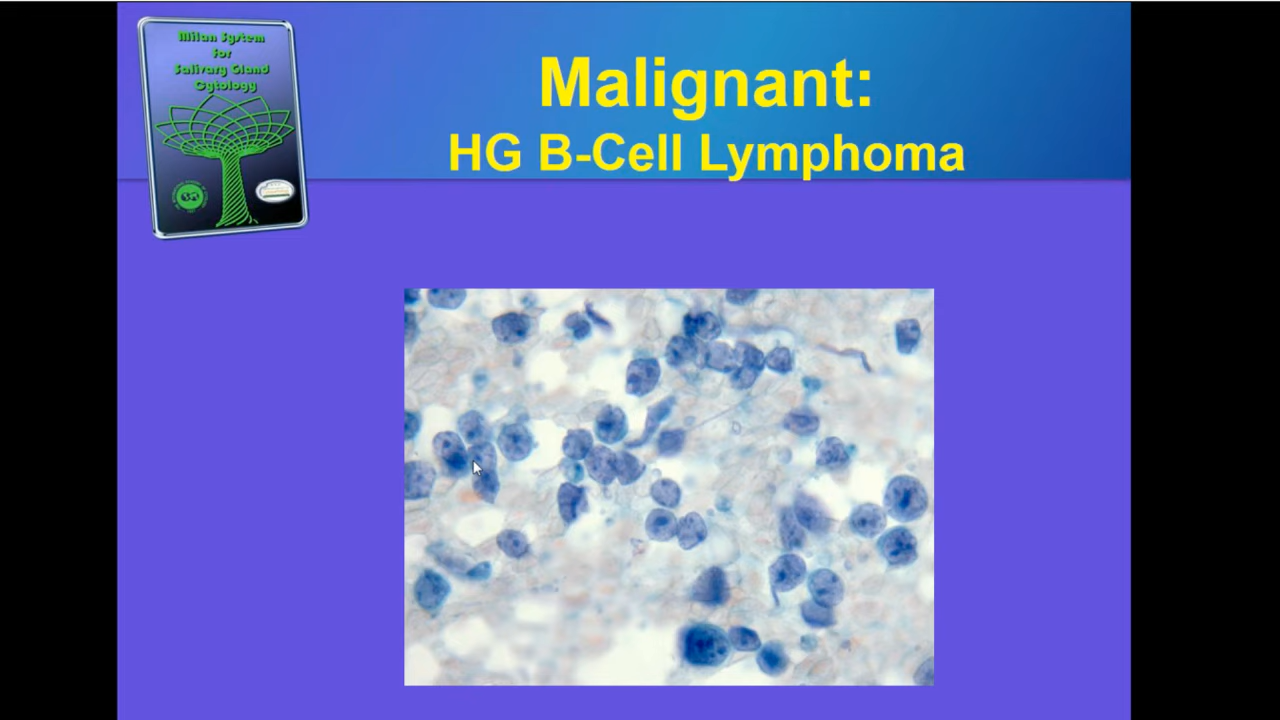 Milan System
for
Salivary Gland
Cytology
Malignant:
HG B-Cell Lymphoma